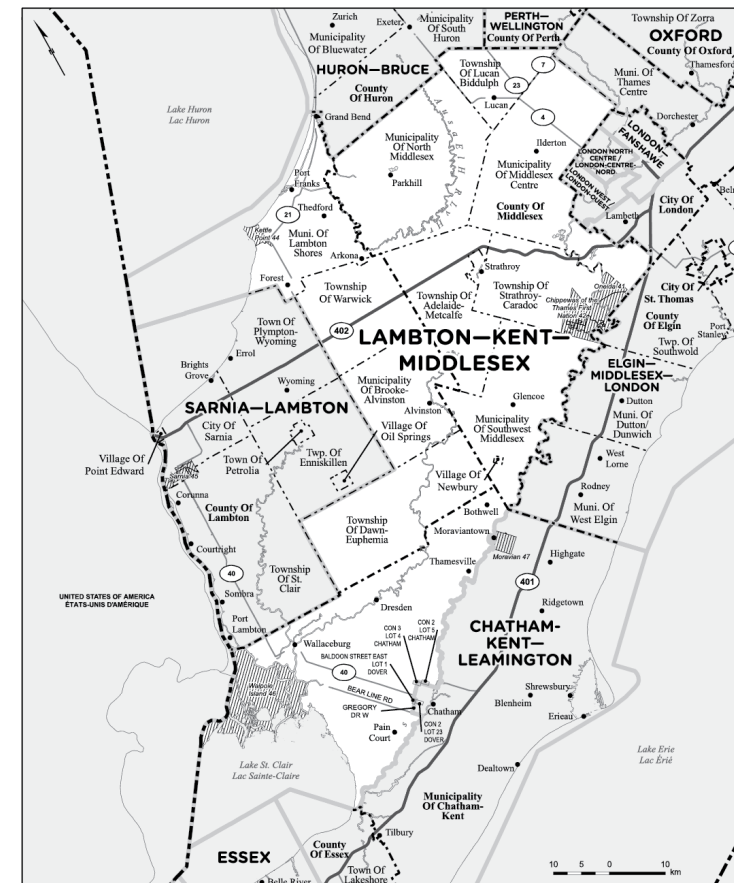 Zurich
Municipality
Of Bluewater
Exeter
Municipality
Of South
Huron
PERTH—
WELLINGTON
County Of Perth
Township Of Zorra
OXFORD
County Of Oxford
Thamesford
HURON—BRUCE
County
Of Huron
Township
Of Lucan
Biddulph
7
23
Lucan
4
Muni. Of
Thames
Centre
Lake Huron
Lac Huron
Grand Bend
Ausable River
Dorchester
Municipality
Of North
Middlesex
Parkhill
Ilderton
Municipality
Of Middlesex
Centre
LONDON—
FANSHAWE
LONDON NORTH
CENTRE /
LONDON-CENTRE-
NORD
LONDON WEST
LONDON-OUEST
Port
Franks
21
Thedford
Muni. Of
Lambton
Shores
Kettle
Point 44
County Of
Middlesex
Lambeth
City Of
London
Arkona
Forest
Township
Of Warwick
Strathroy
Township Of
Adelaide-
Metcalfe
Township Of
Strathroy-
Caradoc
Oneida 41
Chippewas of the
Thames First
Nation 42
City Of
St. Thomas
County
Of Elgin
Port
Stanley
Twp. Of
Southwold
Town Of
Plympton-
Wyoming
402
LAMBTON—KENT—
MIDDLESEX
Errol
Brights
Grove
Wyoming
SARNIA—LAMBTON
City Of
Sarnia
Municipality
Of Brooke-
Alvinston
Alvinston
Glencoe
ELGIN—
MIDDLESEX—
LONDON
Dutton
Muni. Of
Dutton/
Dunwich
Village Of
Oil Springs
Municipality
Of Southwest
Middlesex
Village Of
Point Edward
Town Of
Petrolia
Twp. Of
Enniskillen
Sarnia 45
Village Of
Newbury
West
Lorne
Corunna
County Of
Lambton
Bothwell
Rodney
Muni. Of
West Elgin
Township
Of Dawn-
Euphemia
Moraviantown
Moravian 47
Courtright
Thamesville
Highgate
Township
Of St.
Clair
40
401
UNITED STATES OF AMERICA
ÉTATS-UNIS D'AMÉRIQUE
Sombra
Dresden
Ridgetown
Port
Lambton
CHATHAM-
KENT—
LEAMINGTON
Wallaceburg
CON 3
LOT 4
CHATHAM
CON 2
LOT 5
CHATHAM
BALDOON STREET EAST
LOT 1
DOVER
40
BEAR LINE RD
GREGORY
DR W
Walpole
Island 46
Chatham
Shrewsbury
Blenheim
Erieau
Pain
Court
CON 2
LOT 23
DOVER
Lake St. Clair
Lac Sainte-Claire
Lake Erie
Lac Érié
Dealtown
Municipality
Of Chatham-
Kent
County
Of Essex
Tilbury
ESSEX
Town Of
Lakeshore
Belle River
10 5 0 10
km